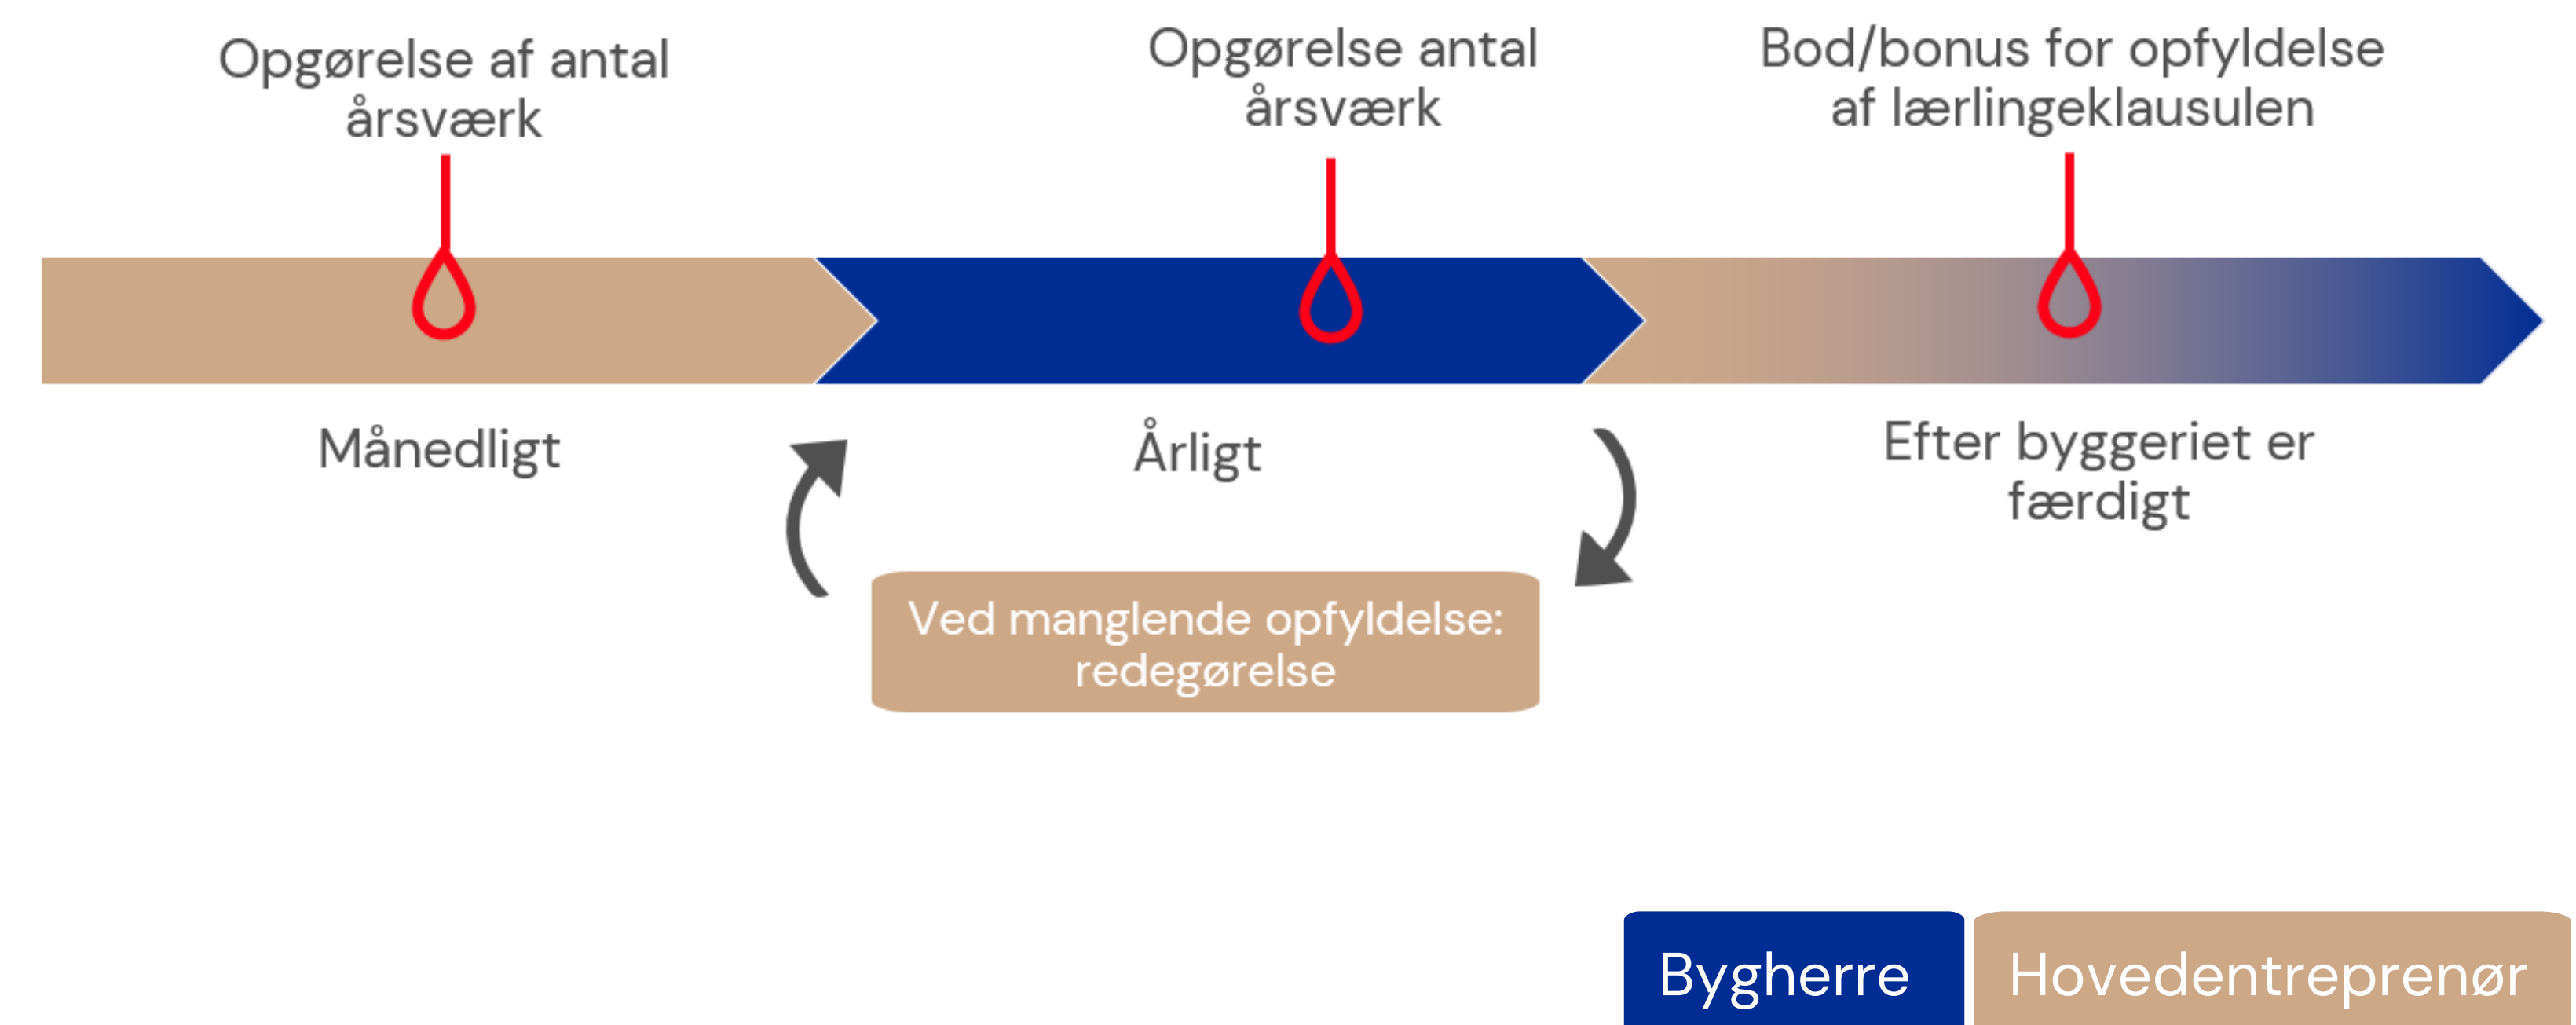 Opgørelse af antal
årsværk
Opgørelse antal
årsværk
Bod/bonus for opfyldelse
af lærlingeklausulen
Månedligt
Årligt
Efter byggeriet er
færdigt
Ved manglende opfyldelse:
redegørelse
Bygherre
Hovedentreprenør